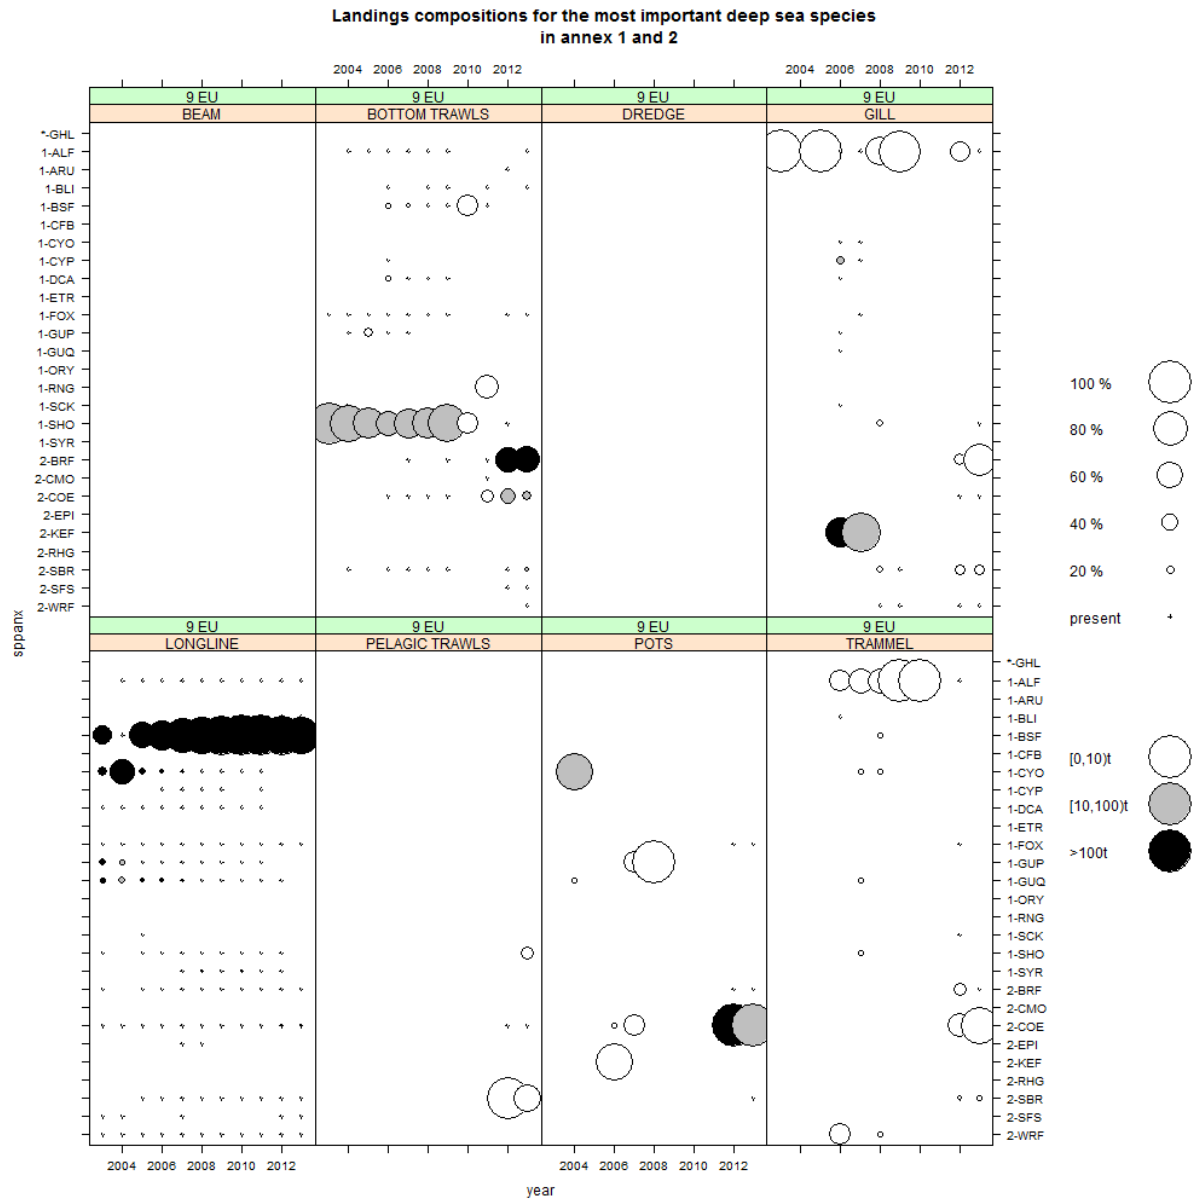 Landings compositions for the most important deep sea species
in annex 1 and 2
2004 2006 2008 2010 2012 2004 2006 2008 2010 2012
9 EU 9 EU 9 EU 9 EU
BEAM BOTTOM TRAWLS DREDGE GILL
*-GHL
1-ALF
1-ARU
1-BLI
1-BSF
1-CFB
1-CYO
1-CYP
1-DCA
1-ETR
1-FOX
1-GUP
1-GUQ
1-ORY
1-RNG
1-SCK
1-SHO
1-SYR
2-BRF
2-CMO
2-COE
2-EPI
2-KEF
2-RHG
2-SBR
2-SFS
2-WRF
100 %
80 %
60 %
40 %
20 %
present
sppanx
9 EU 9 EU 9 EU 9 EU
LONGLINE PELAGIC TRAWLS POTS TRAMMEL
*-GHL
1-ALF
1-ARU
1-BLI
1-BSF
1-CFB
1-CYO
1-CYP
1-DCA
1-ETR
1-FOX
1-GUP
1-GUQ
1-ORY
1-RNG
1-SCK
1-SHO
1-SYR
2-BRF
2-CMO
2-COE
2-EPI
2-KEF
2-RHG
2-SBR
2-SFS
2-WRF
[0,10)t
[10,100)t
>100t
2004 2006 2008 2010 2012 2004 2006 2008 2010 2012
year